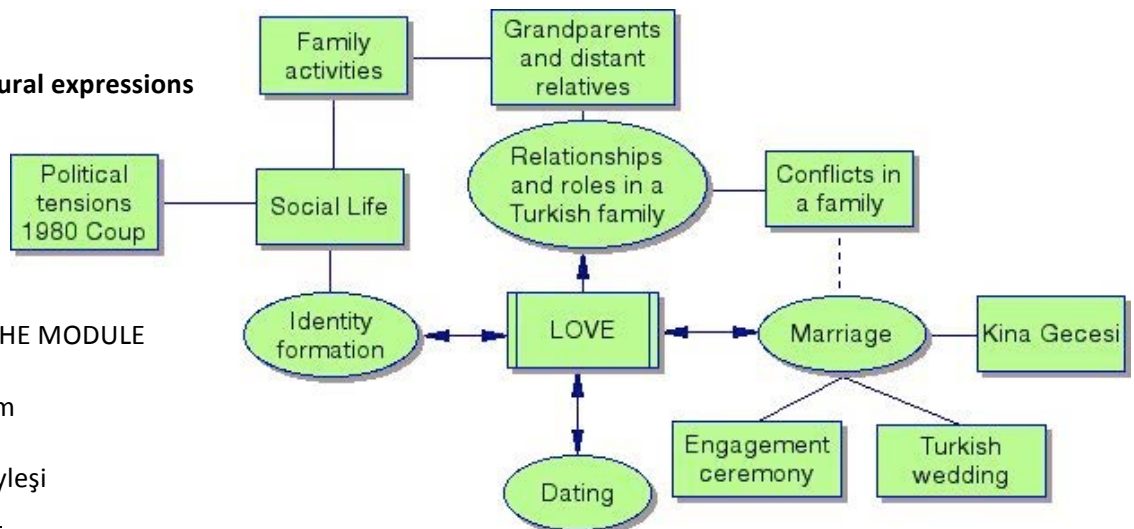 ural expressions
HE MODULE
m
yleşi
Family
activities
Grandparents
and distant
relatives
Political
tensions
1980 Coup
Social Life
Relationships
and roles in a
Turkish family
Conflicts in
a family
Identity
formation
LOVE
Marriage
Kina Gecesi
Engagement
ceremony
Turkish
wedding
Dating